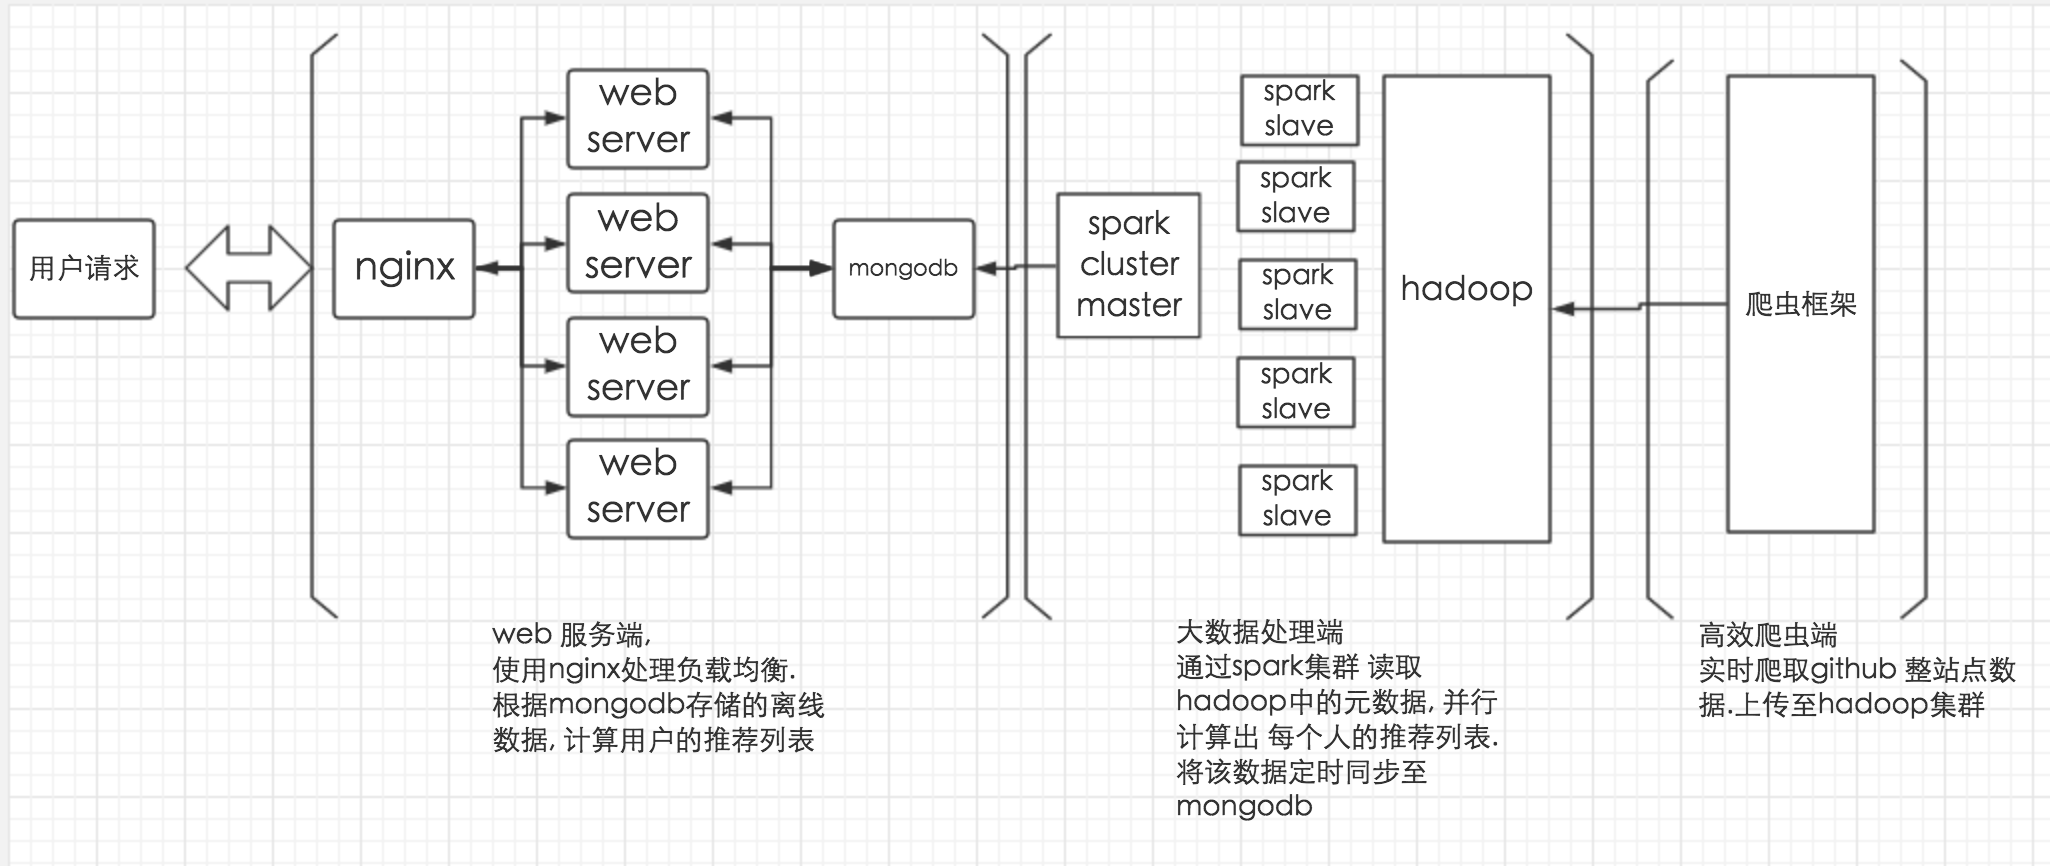 用户请求
nginx
web
server
web
server
web
server
web
server
mongodb
spark
cluster
master
spark
slave
spark
slave
spark
slave
spark
slave
spark
slave
hadoop
爬虫框架
web 服务端,
使用nginx处理负载均衡.
根据mongodb存储的离线
数据, 计算用户的推荐列表
大数据处理端
通过spark集群 读取
hadoop中的元数据, 并行
计算出 每个人的推荐列表.
将该数据定时同步至
mongodb
高效爬虫端
实时爬取github 整站点数
据.上传至hadoop集群